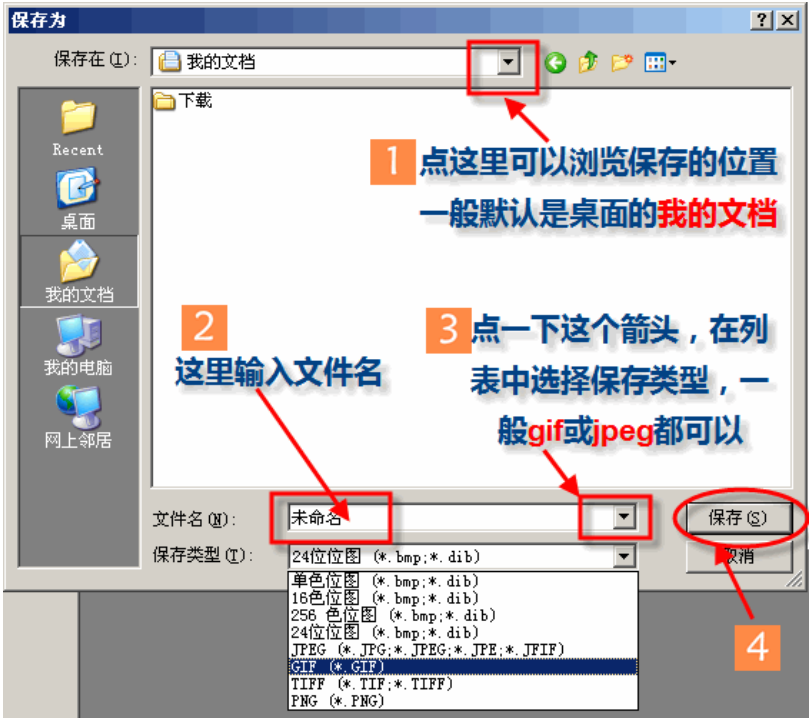 保存为
保存在(I):
我的文档
下载
Recent
桌面
我的文档
我的电脑
网上邻居
1 点这里可以浏览保存的位置
一般默认是桌面的我的文档
2
这里输入文件名
3 点一下这个箭头，在列
表中选择保存类型，一
般gif或jpeg都可以
文件名(N):
未命名
保存(S)
保存类型(T):
24位位图 (*.bmp;*.dib)
取消
单色位图 (*.bmp;*.dib)
16色位图 (*.bmp;*.dib)
256 色位图 (*.bmp;*.dib)
24位位图 (*.bmp;*.dib)
JPEG (*.JPG;*.JPEG;*.JPE;*.JFIF)
GIF (*.GIF)
TIFF (*.TIF;*.TIFF)
PNG (*.PNG)
4